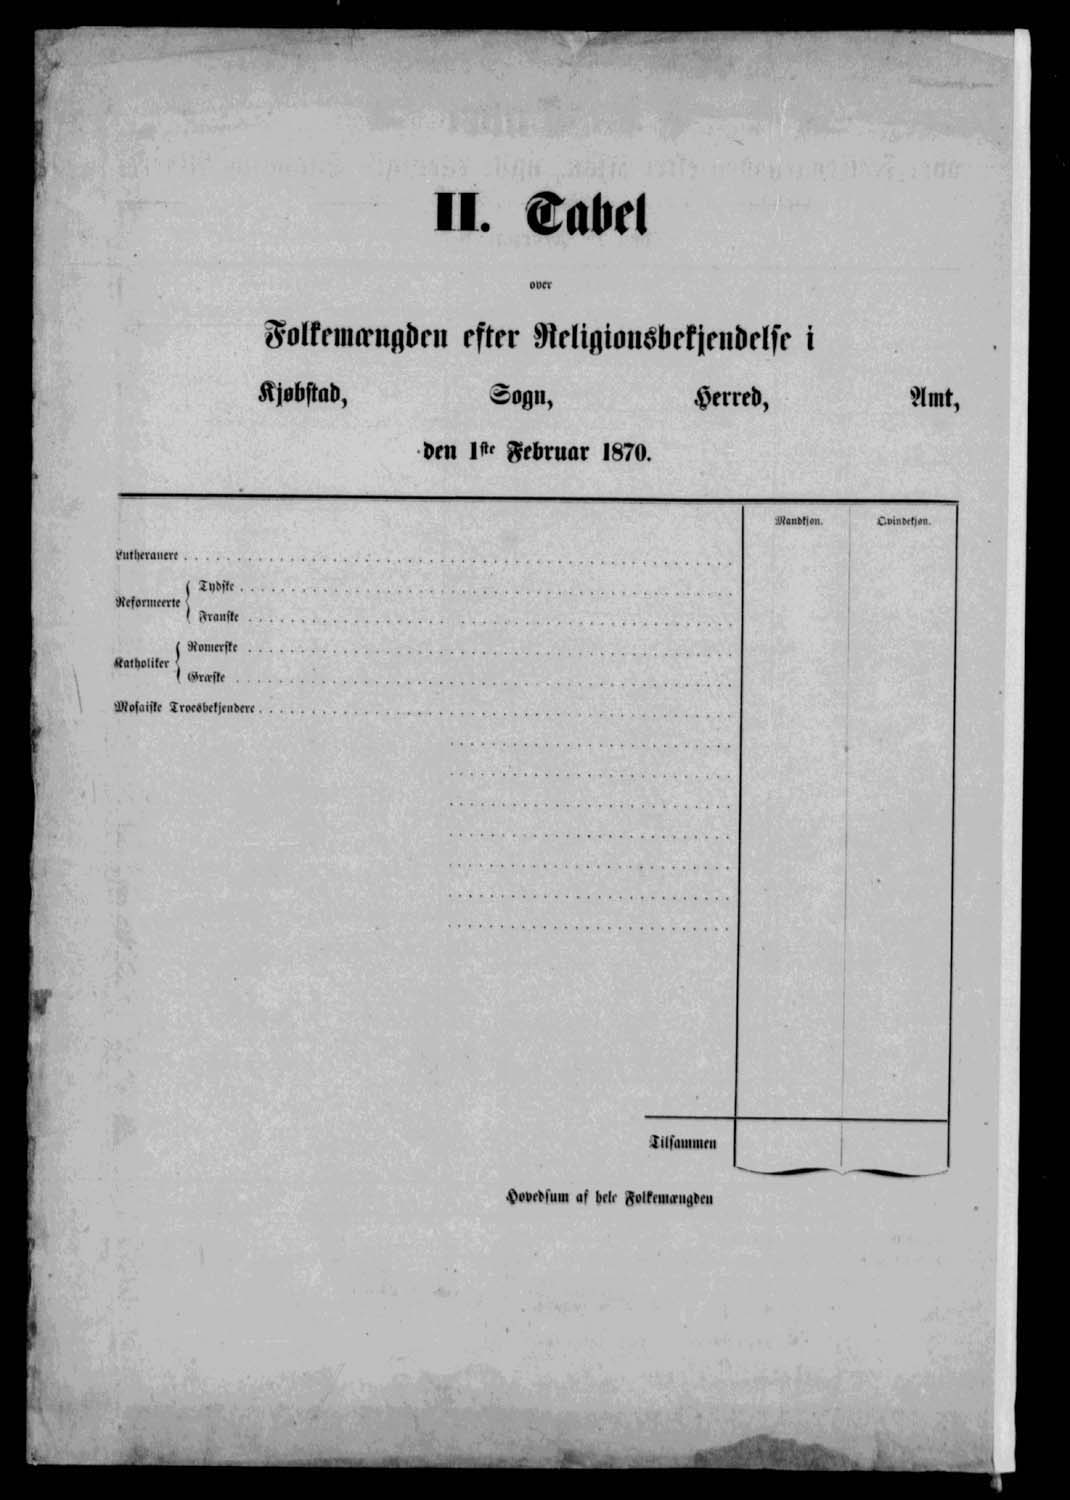 II. Tabel
over
Folkemængden efter Religionsbekjendelse i
Kjøbstad, Sogn, Herred, Amt,
den 1ste Februar 1870.
Mandkjøn. Qvindekjøn.
Lutheranere
Reformeerte { Tydske
Franske
Katholiker { Romerske
Græske
Mosaiske Troesbekjendere
Tilsammen
Hovedsum af hele Folkemængden